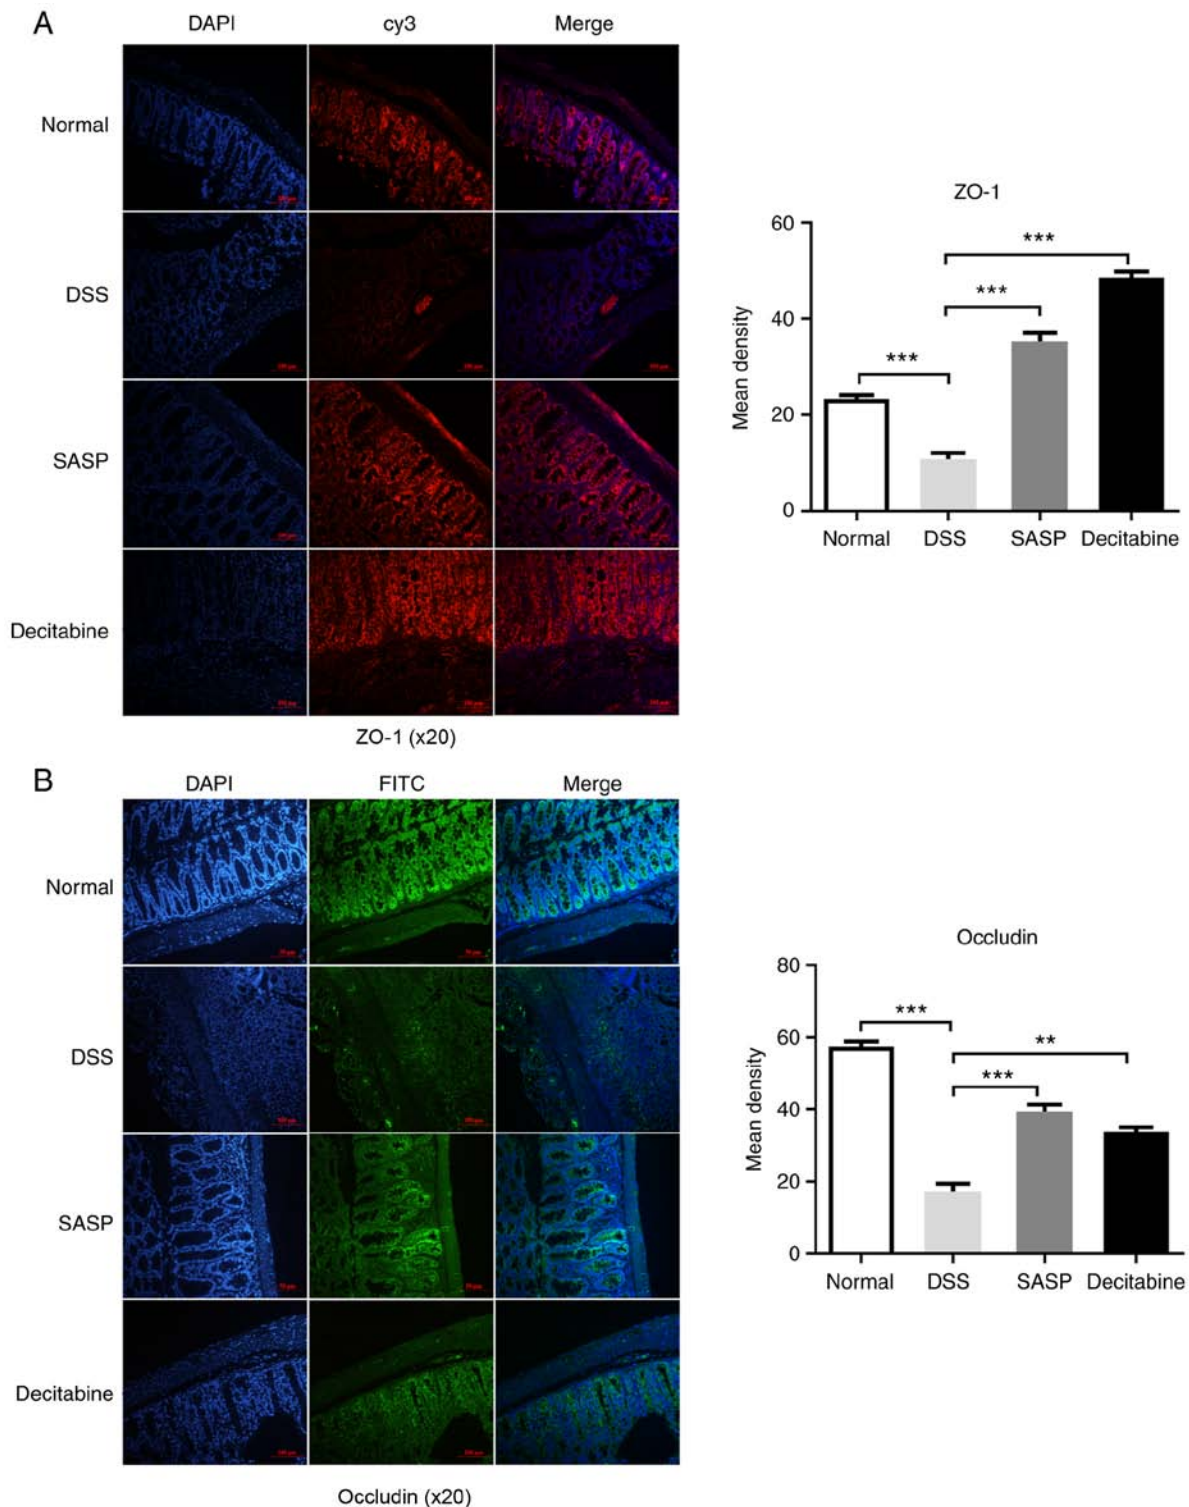 A
DAPI cy3 Merge
Normal
DSS
SASP
Decitabine
ZO-1 (x20)
ZO-1
60
40
20
0
Mean density
***
***
***
Normal DSS SASP Decitabine
B
DAPI FITC Merge
Normal
DSS
SASP
Decitabine
Occludin (x20)
Occludin
80
60
40
20
0
Mean density
***
**
***
Normal DSS SASP Decitabine